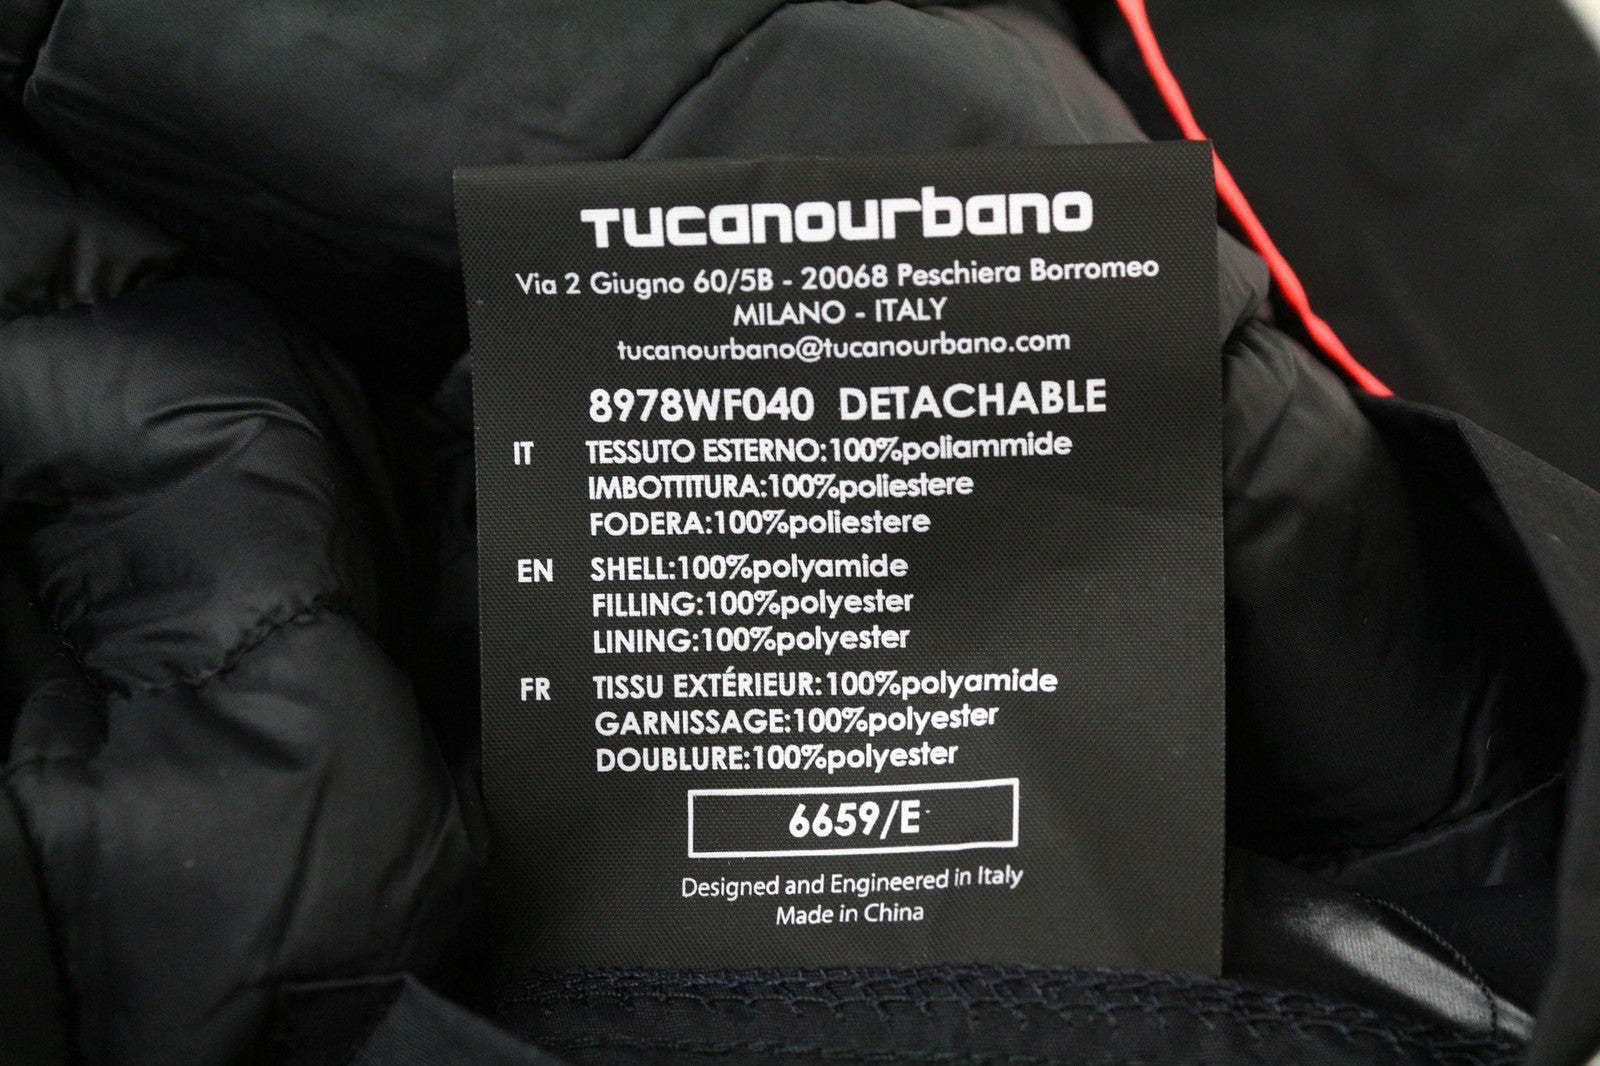 Tucanourbano
Via 2 Giugno 60/5B - 20068 Peschiera Borromeo
MILANO - ITALY
tucanourbano@tucanourbano.com
8978WF040 DETACHABLE
IT TESSUTO ESTERNO:100%poliammide
IMBOTTITURA:100%poliestere
FODERA:100%poliestere
EN SHELL:100%polyamide
FILLING:100%polyester
LINING:100%polyester
FR TISSU EXTÉRIEUR:100%polyamide
GARNISSAGE:100%polyester
DOUBLURE:100%polyester
6659/E
Designed and Engineered in Italy
Made in China